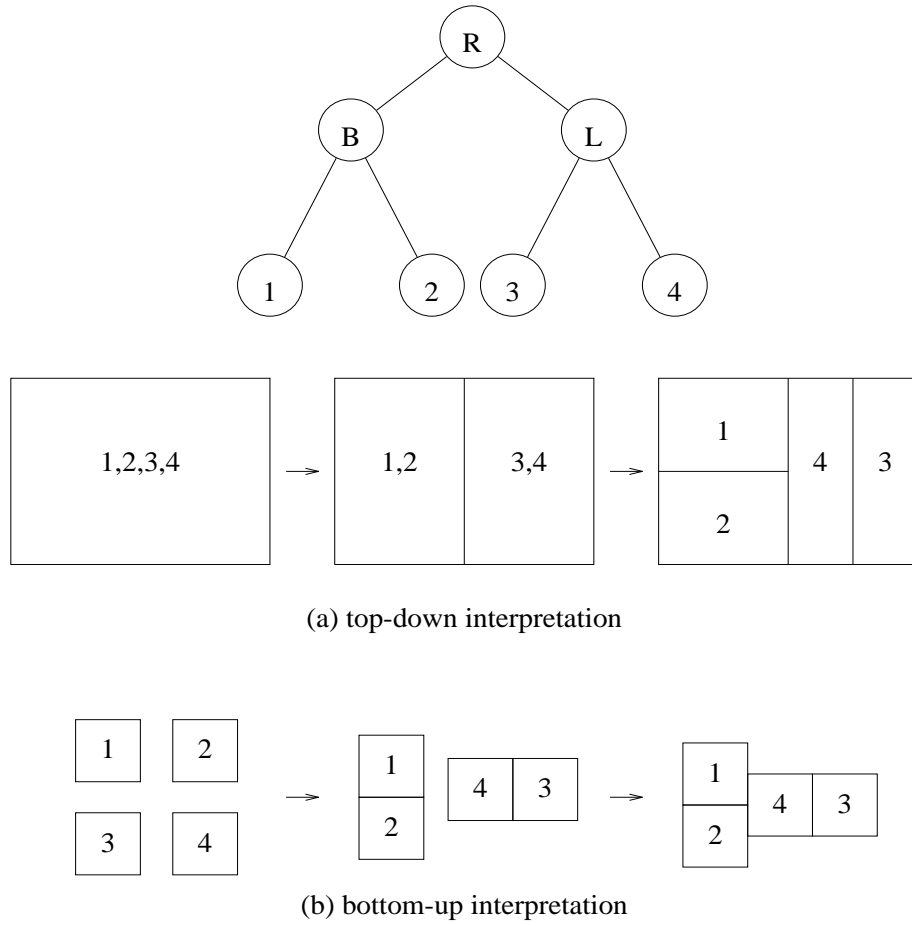 R
B L
1 2 3 4
1,2,3,4 1,2 3,4 1 2 4 3
(a) top-down interpretation
1 2 1 4 3 1 4 3
3 4 2 2
(b) bottom-up interpretation